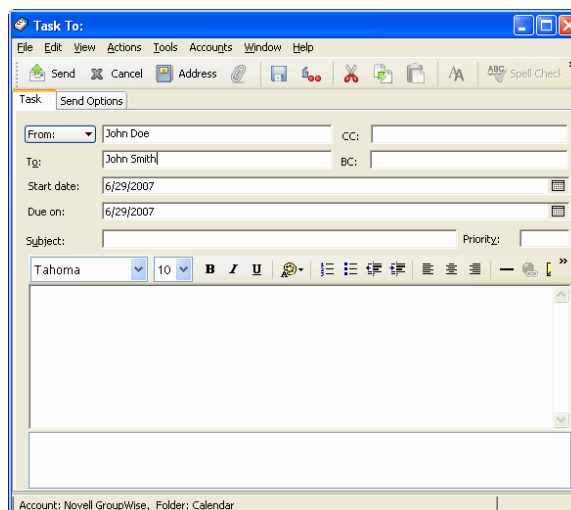 Task To:
File Edit View Actions Tools Accounts Window Help
Send Cancel Address ABC Spell Check
Task Send Options
From: John Doe CC:
To: John Smith BC:
Start date: 6/29/2007
Due on: 6/29/2007
Subject: Priority:
Tahoma 10 B I U »
Account: Novell GroupWise, Folder: Calendar